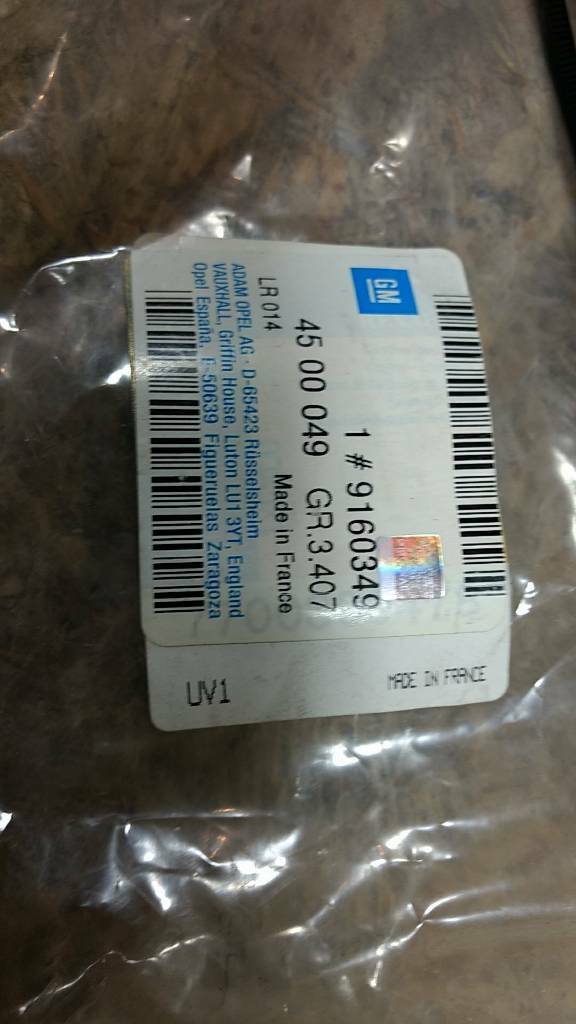 GM
1 # 9160349
45 00 049 GR.3.407
LR 014
Made in France
ADAM OPEL AG · D-65423 Rüsselsheim
VAUXHALL, Griffin House, Luton LU1 3YT, England
Opel España. E-50639 Figueruelas Zaragoza
MADE IN FRANCE
UV1